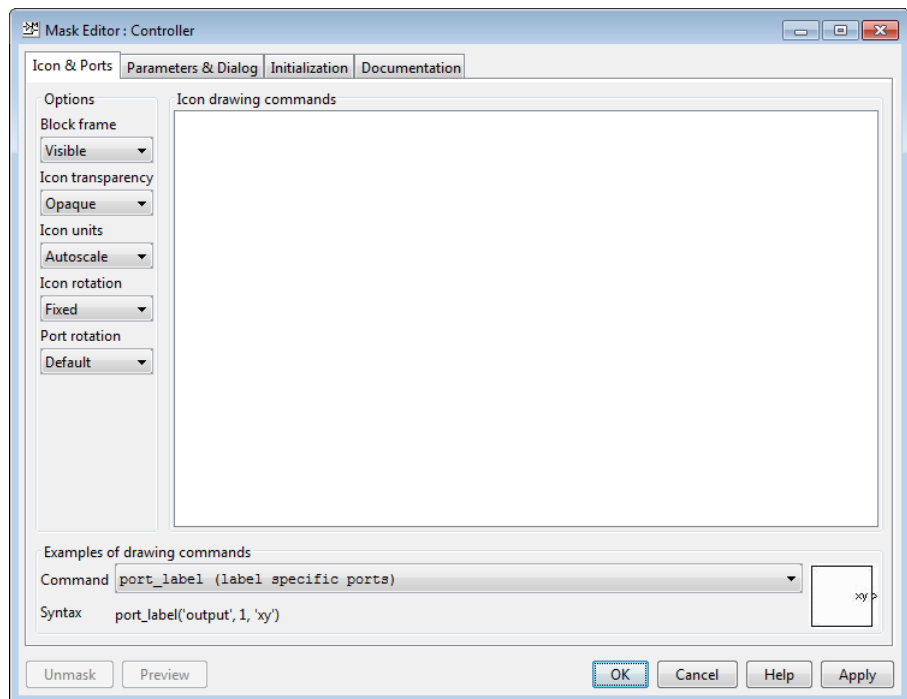 Mask Editor : Controller
Icon & Ports Parameters & Dialog Initialization Documentation
Options
Icon drawing commands
Block frame
Visible
Icon transparency
Opaque
Icon units
Autoscale
Icon rotation
Fixed
Port rotation
Default
Examples of drawing commands
Command port_label (label specific ports)
xy
Syntax port_label('output', 1, 'xy')
Unmask Preview OK Cancel Help Apply